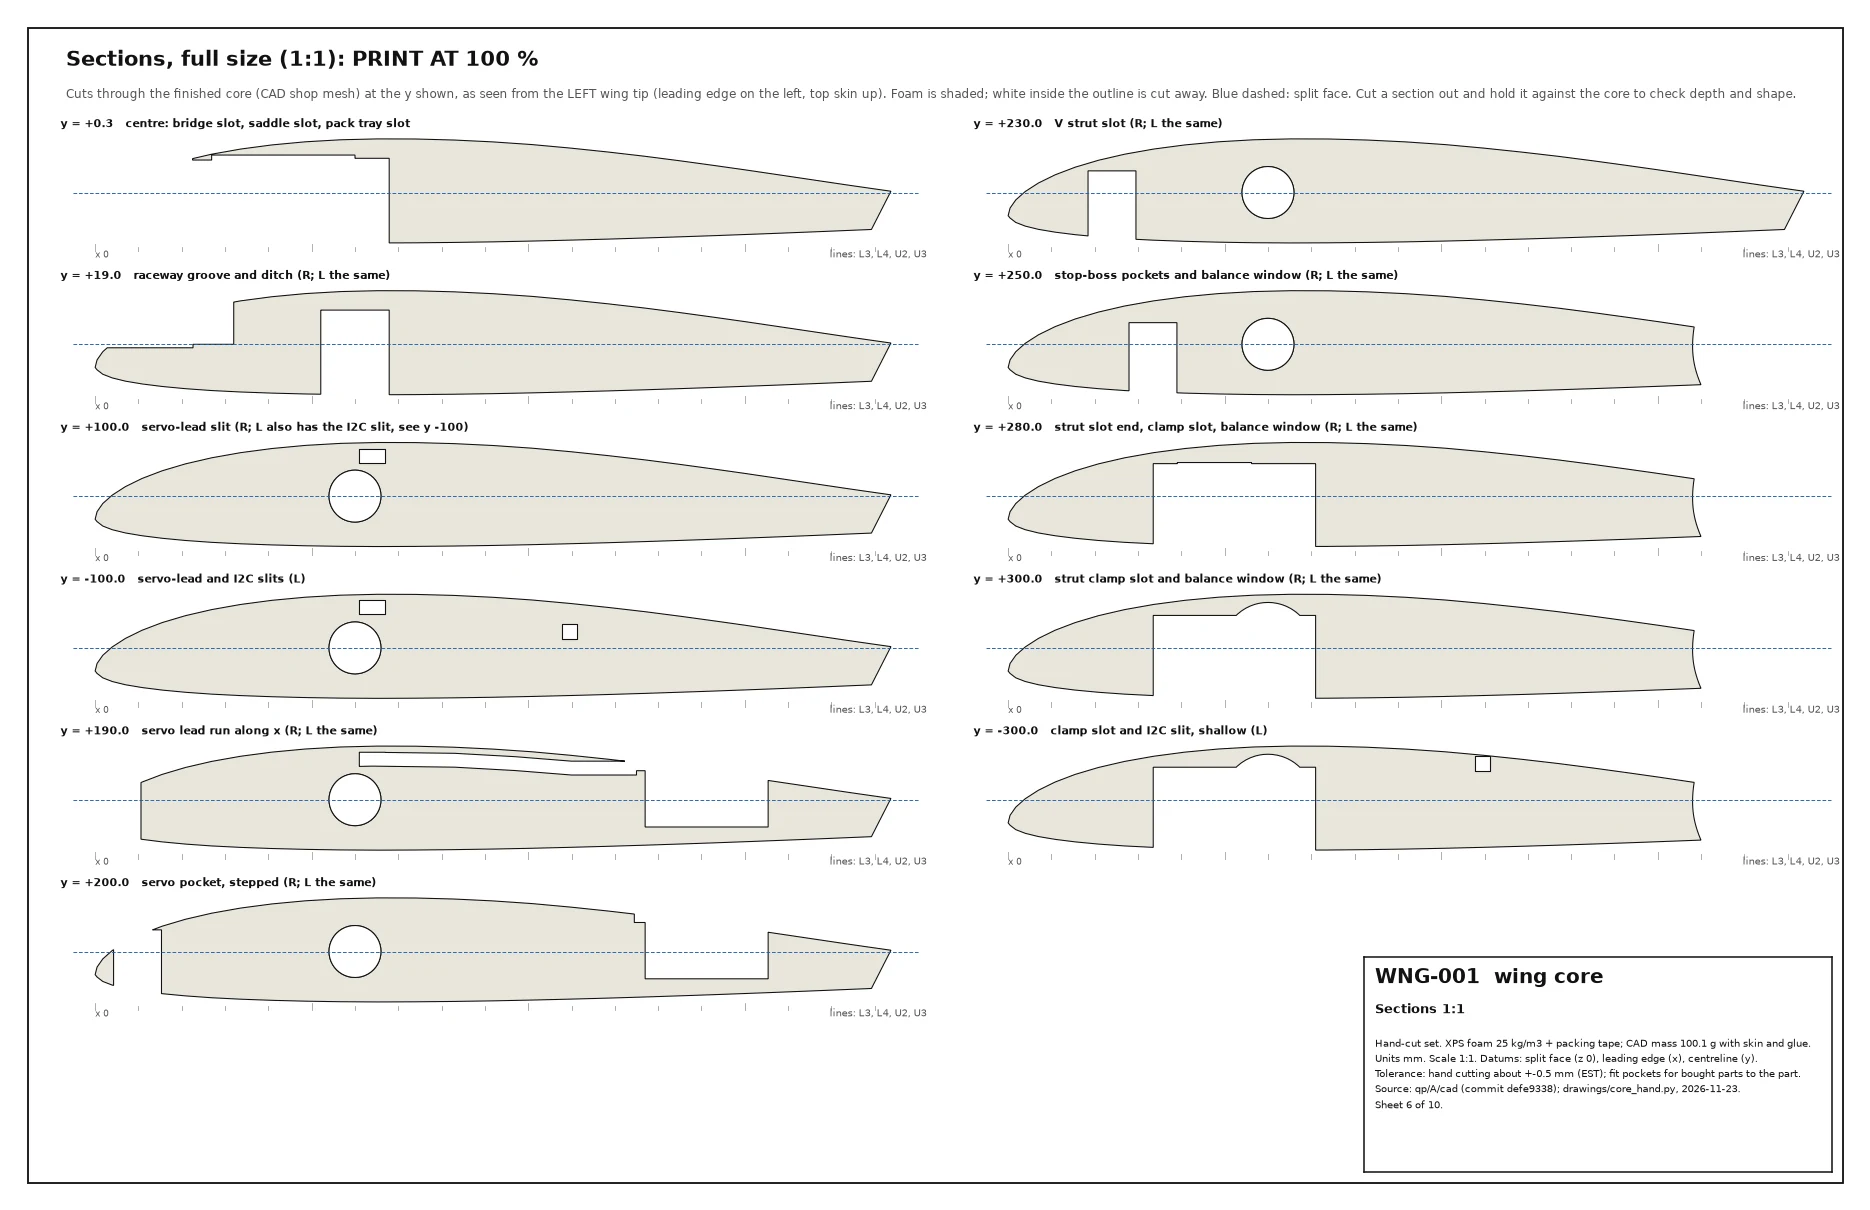 Sections, full size (1:1): PRINT AT 100 %
Cuts through the finished core (CAD shop mesh) at the y shown, as seen from the LEFT wing tip (leading edge on the left, top skin up). Foam is shaded; white inside the outline is cut away. Blue dashed: split face. Cut a section out and hold it against the core to check depth and shape.
y = +0.3 centre: bridge slot, saddle slot, pack tray slot
x 0
lines: L3, L4, U2, U3
y = +19.0 raceway groove and ditch (R; L the same)
x 0
lines: L3, L4, U2, U3
y = +100.0 servo-lead slit (R; L also has the I2C slit, see y -100)
x 0
lines: L3, L4, U2, U3
y = -100.0 servo-lead and I2C slits (L)
x 0
lines: L3, L4, U2, U3
y = +190.0 servo lead run along x (R; L the same)
x 0
lines: L3, L4, U2, U3
y = +200.0 servo pocket, stepped (R; L the same)
x 0
lines: L3, L4, U2, U3
y = +230.0 V strut slot (R; L the same)
x 0
lines: L3, L4, U2, U3
y = +250.0 stop-boss pockets and balance window (R; L the same)
x 0
lines: L3, L4, U2, U3
y = +280.0 strut slot end, clamp slot, balance window (R; L the same)
x 0
lines: L3, L4, U2, U3
y = +300.0 strut clamp slot and balance window (R; L the same)
x 0
lines: L3, L4, U2, U3
y = -300.0 clamp slot and I2C slit, shallow (L)
x 0
lines: L3, L4, U2, U3
WNG-001 wing core
Sections 1:1
Hand-cut set. XPS foam 25 kg/m3 + packing tape; CAD mass 100.1 g with skin and glue.
Units mm. Scale 1:1. Datums: split face (z 0), leading edge (x), centreline (y).
Tolerance: hand cutting about +-0.5 mm (EST); fit pockets for bought parts to the part.
Source: qp/A/cad (commit defe9338); drawings/core_hand.py, 2026-11-23.
Sheet 6 of 10.